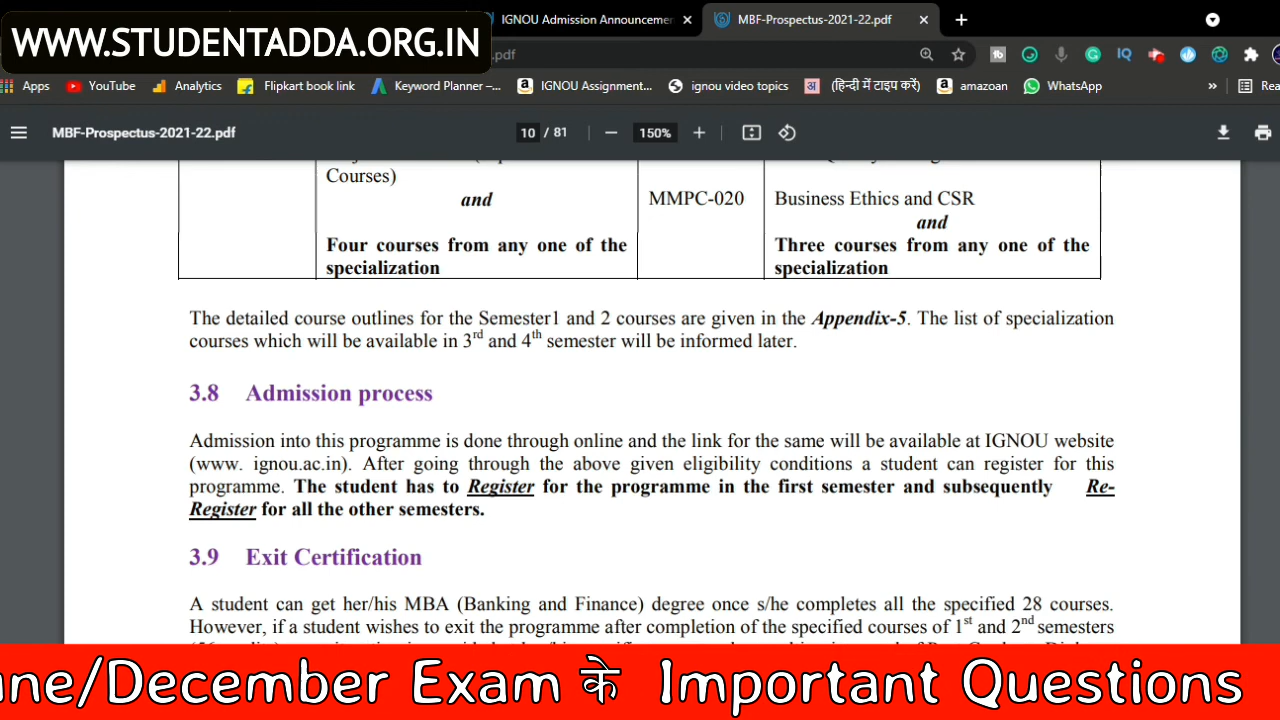 IGNOU Admission Announcemen
MBF-Prospectus-2021-22.pdf
WWW.STUDENTADDA.ORG.IN
.pdf
Apps YouTube Analytics Flipkart book link Keyword Planner –... IGNOU Assignment... ignou video topics (हिन्दी में टाइप करें) amazoan WhatsApp » Rea
MBF-Prospectus-2021-22.pdf 10 / 81 150%
Courses)
and
MMPC-020 Business Ethics and CSR
and
Four courses from any one of the Three courses from any one of the
specialization specialization
The detailed course outlines for the Semester1 and 2 courses are given in the Appendix-5. The list of specialization
courses which will be available in 3rd and 4th semester will be informed later.
3.8 Admission process
Admission into this programme is done through online and the link for the same will be available at IGNOU website
(www. ignou.ac.in). After going through the above given eligibility conditions a student can register for this
programme. The student has to Register for the programme in the first semester and subsequently Re-
Register for all the other semesters.
3.9 Exit Certification
A student can get her/his MBA (Banking and Finance) degree once s/he completes all the specified 28 courses.
However, if a student wishes to exit the programme after completion of the specified courses of 1st and 2nd semesters
une/December Exam के Important Questions